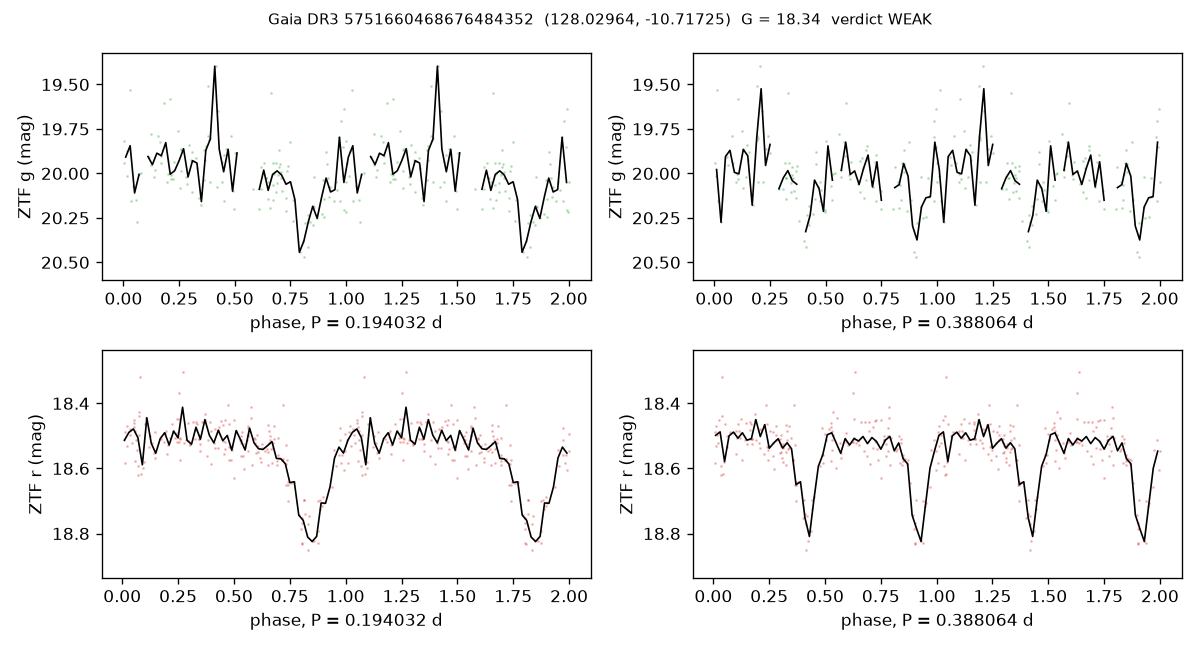 Gaia DR3 5751660468676484352  (128.02964, -10.71725)  G = 18.34  verdict WEAK
ZTF g (mag)
19.50
19.75
20.00
20.25
20.50
0.00 0.25 0.50 0.75 1.00 1.25 1.50 1.75 2.00
phase, P = 0.194032 d
ZTF g (mag)
19.50
19.75
20.00
20.25
20.50
0.00 0.25 0.50 0.75 1.00 1.25 1.50 1.75 2.00
phase, P = 0.388064 d
ZTF r (mag)
18.4
18.6
18.8
0.00 0.25 0.50 0.75 1.00 1.25 1.50 1.75 2.00
phase, P = 0.194032 d
ZTF r (mag)
18.4
18.6
18.8
0.00 0.25 0.50 0.75 1.00 1.25 1.50 1.75 2.00
phase, P = 0.388064 d